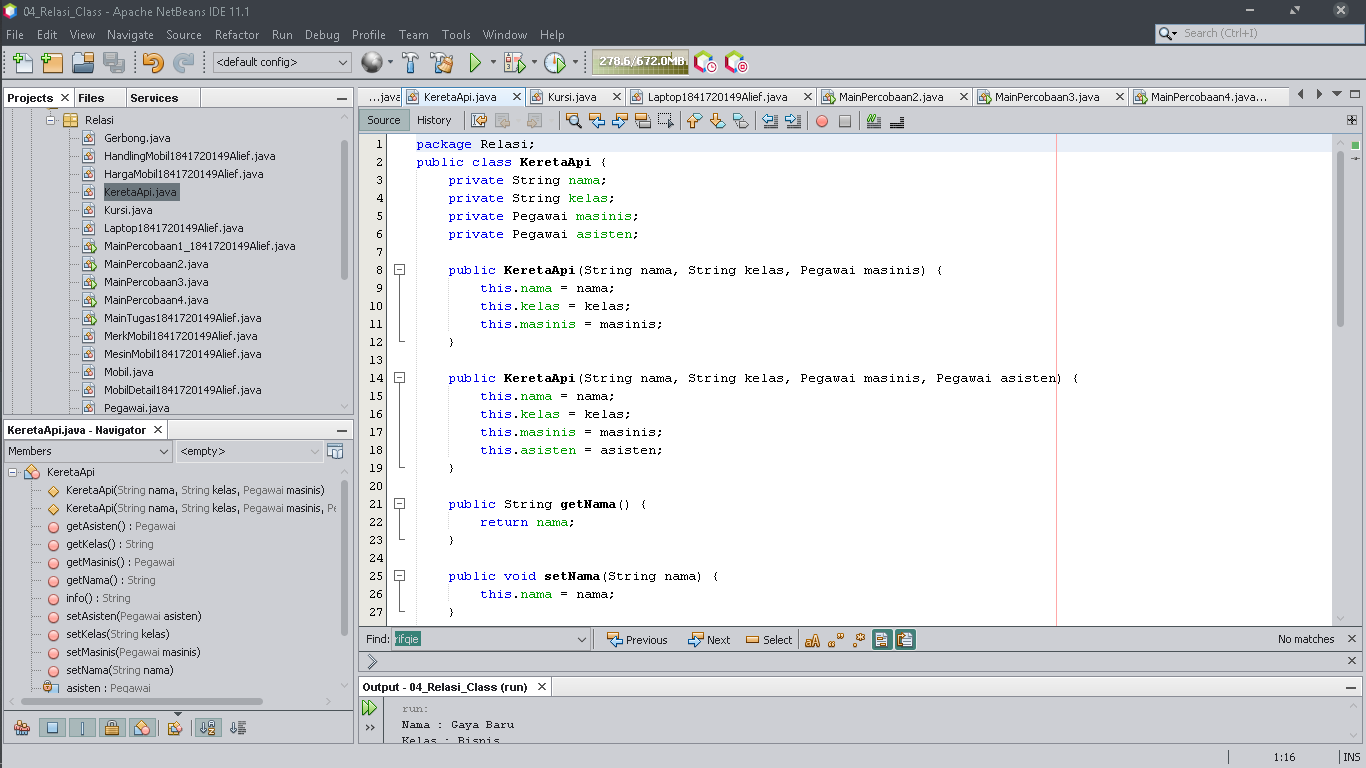 04_Relasi_Class - Apache NetBeans IDE 11.1
File Edit View Navigate Source Refactor Run Debug Profile Team Tools Window Help
Search (Ctrl+I)
<default config>
278.6/672.0MB
Projects Files Services
Relasi
Gerbong.java
HandlingMobil1841720149Alief.java
HargaMobil1841720149Alief.java
KeretaApi.java
Kursi.java
Laptop1841720149Alief.java
MainPercobaan1_1841720149Alief.java
MainPercobaan2.java
MainPercobaan3.java
MainPercobaan4.java
MainTugas1841720149Alief.java
MerkMobil1841720149Alief.java
MesinMobil1841720149Alief.java
Mobil.java
MobilDetail1841720149Alief.java
Pegawai.java
KeretaApi.java - Navigator
Members <empty>
KeretaApi
KeretaApi(String nama, String kelas, Pegawai masinis)
KeretaApi(String nama, String kelas, Pegawai masinis, Pe
getAsisten() : Pegawai
getKelas() : String
getMasinis() : Pegawai
getNama() : String
info() : String
setAsisten(Pegawai asisten)
setKelas(String kelas)
setMasinis(Pegawai masinis)
setNama(String nama)
asisten : Pegawai
...java KeretaApi.java Kursi.java Laptop1841720149Alief.java MainPercobaan2.java MainPercobaan3.java MainPercobaan4.java...
Source History
1 package Relasi;
2 public class KeretaApi {
3 private String nama;
4 private String kelas;
5 private Pegawai masinis;
6 private Pegawai asisten;
7
8 public KeretaApi(String nama, String kelas, Pegawai masinis) {
9 this.nama = nama;
10 this.kelas = kelas;
11 this.masinis = masinis;
12 }
13
14 public KeretaApi(String nama, String kelas, Pegawai masinis, Pegawai asisten) {
15 this.nama = nama;
16 this.kelas = kelas;
17 this.masinis = masinis;
18 this.asisten = asisten;
19 }
20
21 public String getNama() {
22 return nama;
23 }
24
25 public void setNama(String nama) {
26 this.nama = nama;
27 }
Find: rifqie Previous Next Select No matches
Output - 04_Relasi_Class (run)
run:
Nama : Gaya Baru
Kelas : Bisnis
1:16 INS